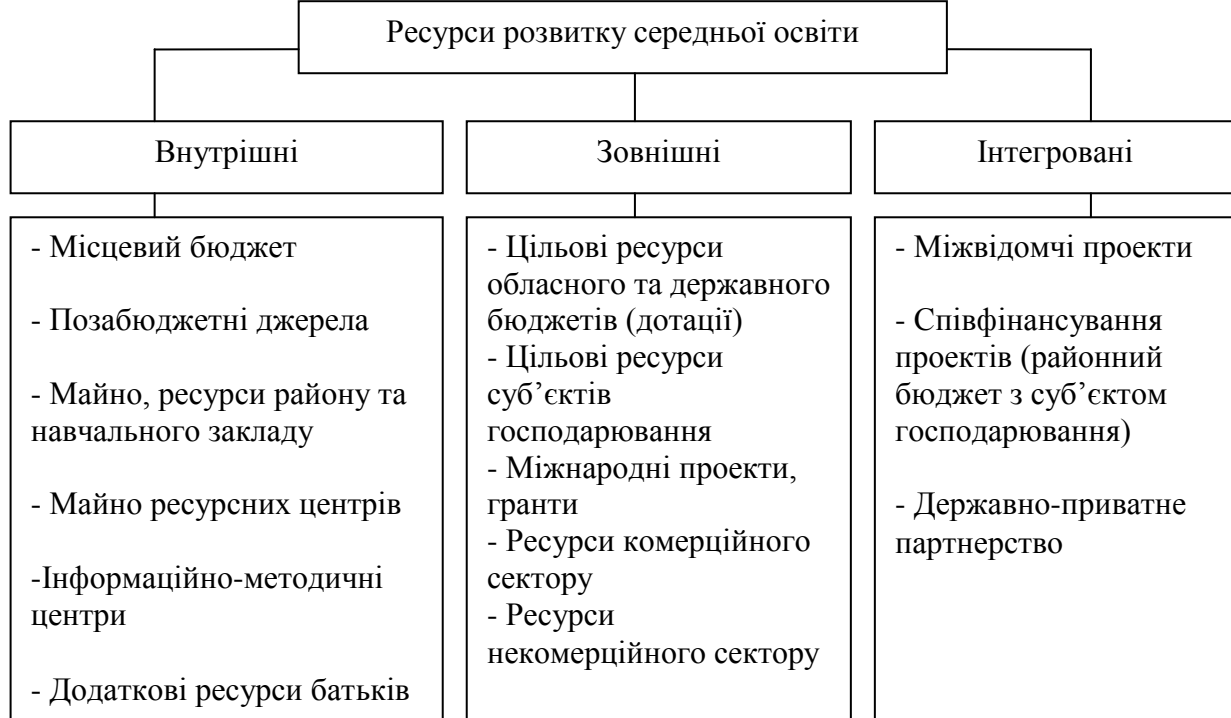 Ресурси розвитку середньої освіти
Внутрішні
- Місцевий бюджет
- Позабюджетні джерела
- Майно, ресурси району та
навчального закладу
- Майно ресурсних центрів
-Інформаційно-методичні
центри
- Додаткові ресурси батьків
Зовнішні
- Цільові ресурси
обласного та державного
бюджетів (дотації)
- Цільові ресурси
суб’єктів
господарювання
- Міжнародні проекти,
гранти
- Ресурси комерційного
сектору
- Ресурси
некомерційного сектору
Інтегровані
- Міжвідомчі проекти
- Співфінансування
проектів (районний
бюджет з суб’єктом
господарювання)
- Державно-приватне
партнерство